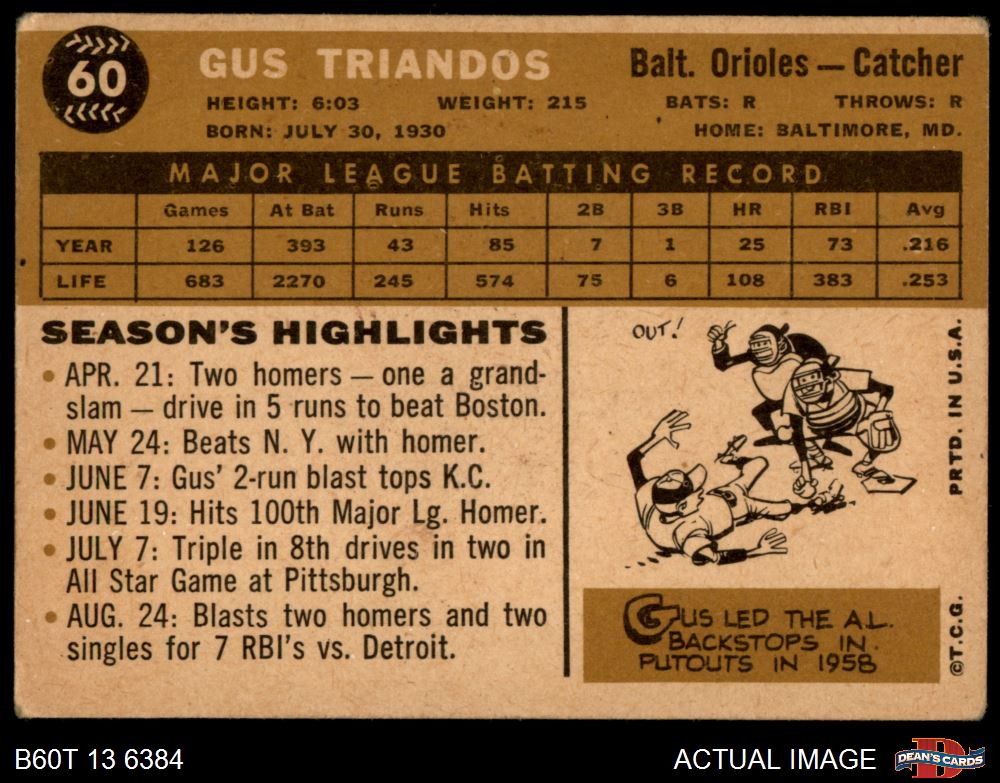 60
GUS TRIANDOS
Balt. Orioles — Catcher
HEIGHT: 6:03 WEIGHT: 215 BATS: R THROWS: R
BORN: JULY 30, 1930 HOME: BALTIMORE, MD.
MAJOR LEAGUE BATTING RECORD
Games At Bat Runs Hits 2B 3B HR RBI Avg
YEAR 126 393 43 85 7 1 25 73 .216
LIFE 683 2270 245 574 75 6 108 383 .253
SEASON'S HIGHLIGHTS
• APR. 21: Two homers — one a grand-
slam — drive in 5 runs to beat Boston.
• MAY 24: Beats N. Y. with homer.
• JUNE 7: Gus' 2-run blast tops K.C.
• JUNE 19: Hits 100th Major Lg. Homer.
• JULY 7: Triple in 8th drives in two in
All Star Game at Pittsburgh.
• AUG. 24: Blasts two homers and two
singles for 7 RBI's vs. Detroit.
OUT!
GUS LED THE A.L.
BACKSTOPS IN
PUTOUTS IN 1958
PRTD. IN U.S.A.
©T.C.G.
B60T 13 6384
ACTUAL IMAGE
D
DEAN'S CARDS